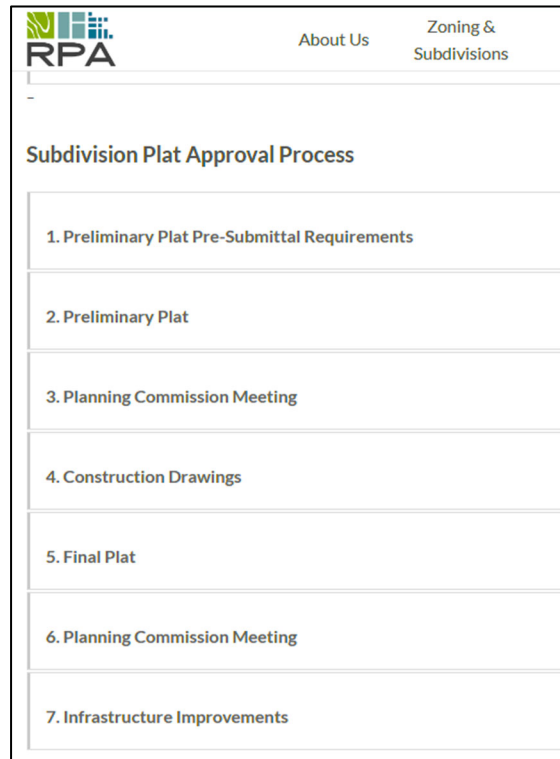 RPA
About Us
Zoning &
Subdivisions
–
Subdivision Plat Approval Process
1. Preliminary Plat Pre-Submittal Requirements
2. Preliminary Plat
3. Planning Commission Meeting
4. Construction Drawings
5. Final Plat
6. Planning Commission Meeting
7. Infrastructure Improvements